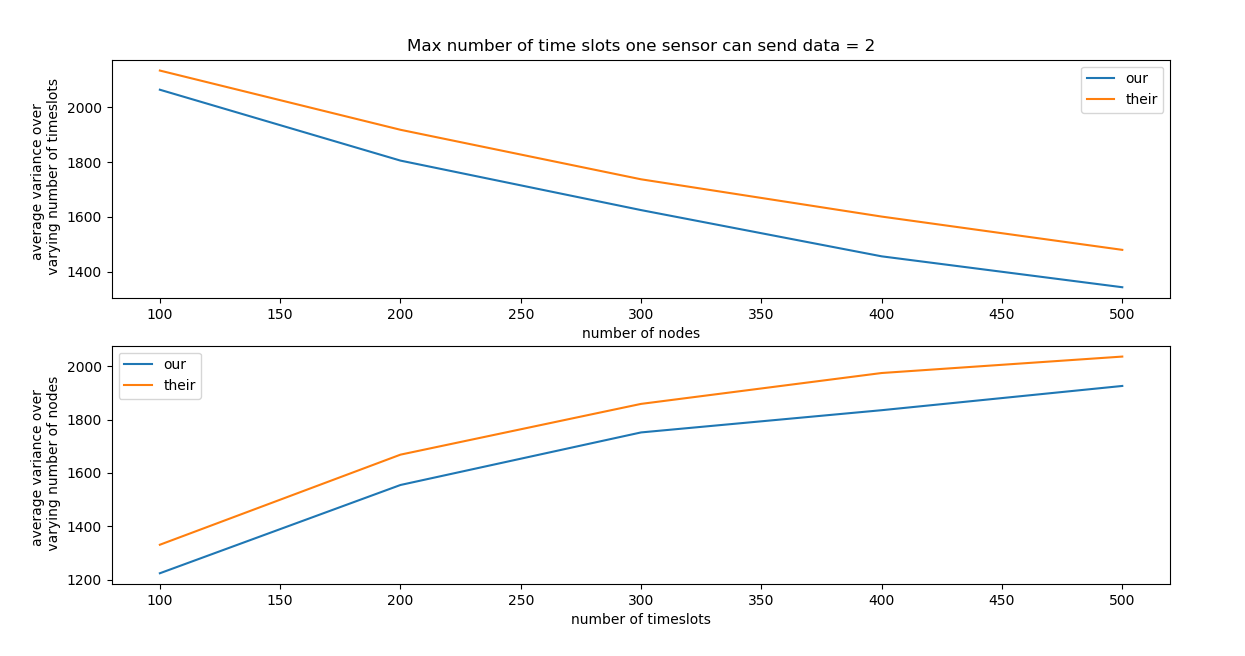 Max number of time slots one sensor can send data = 2
average variance over
varying number of timeslots
2000
1800
1600
1400
our
their
100 150 200 250 300 350 400 450 500
number of nodes
average variance over
varying number of nodes
2000
1800
1600
1400
1200
our
their
100 150 200 250 300 350 400 450 500
number of timeslots